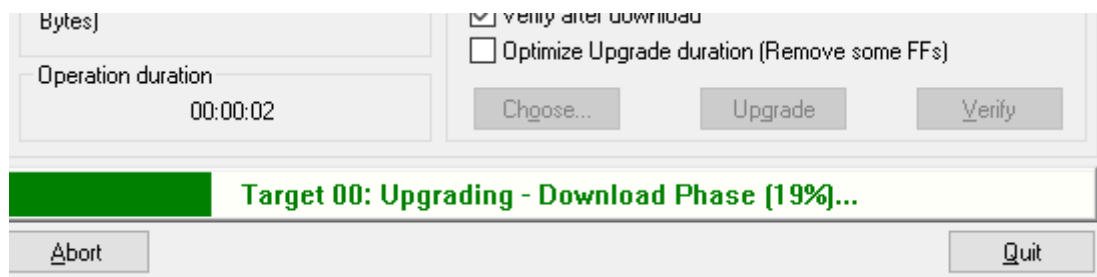 Bytes)
Verify after download
Optimize Upgrade duration (Remove some FFs)
Operation duration
00:00:02
Choose...
Upgrade
Verify
Target 00: Upgrading - Download Phase (19%)...
Abort
Quit